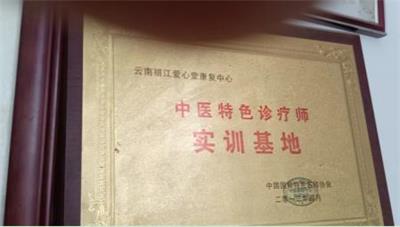 云南丽江爱心堂康复中心
中医特色诊疗师
实训基地